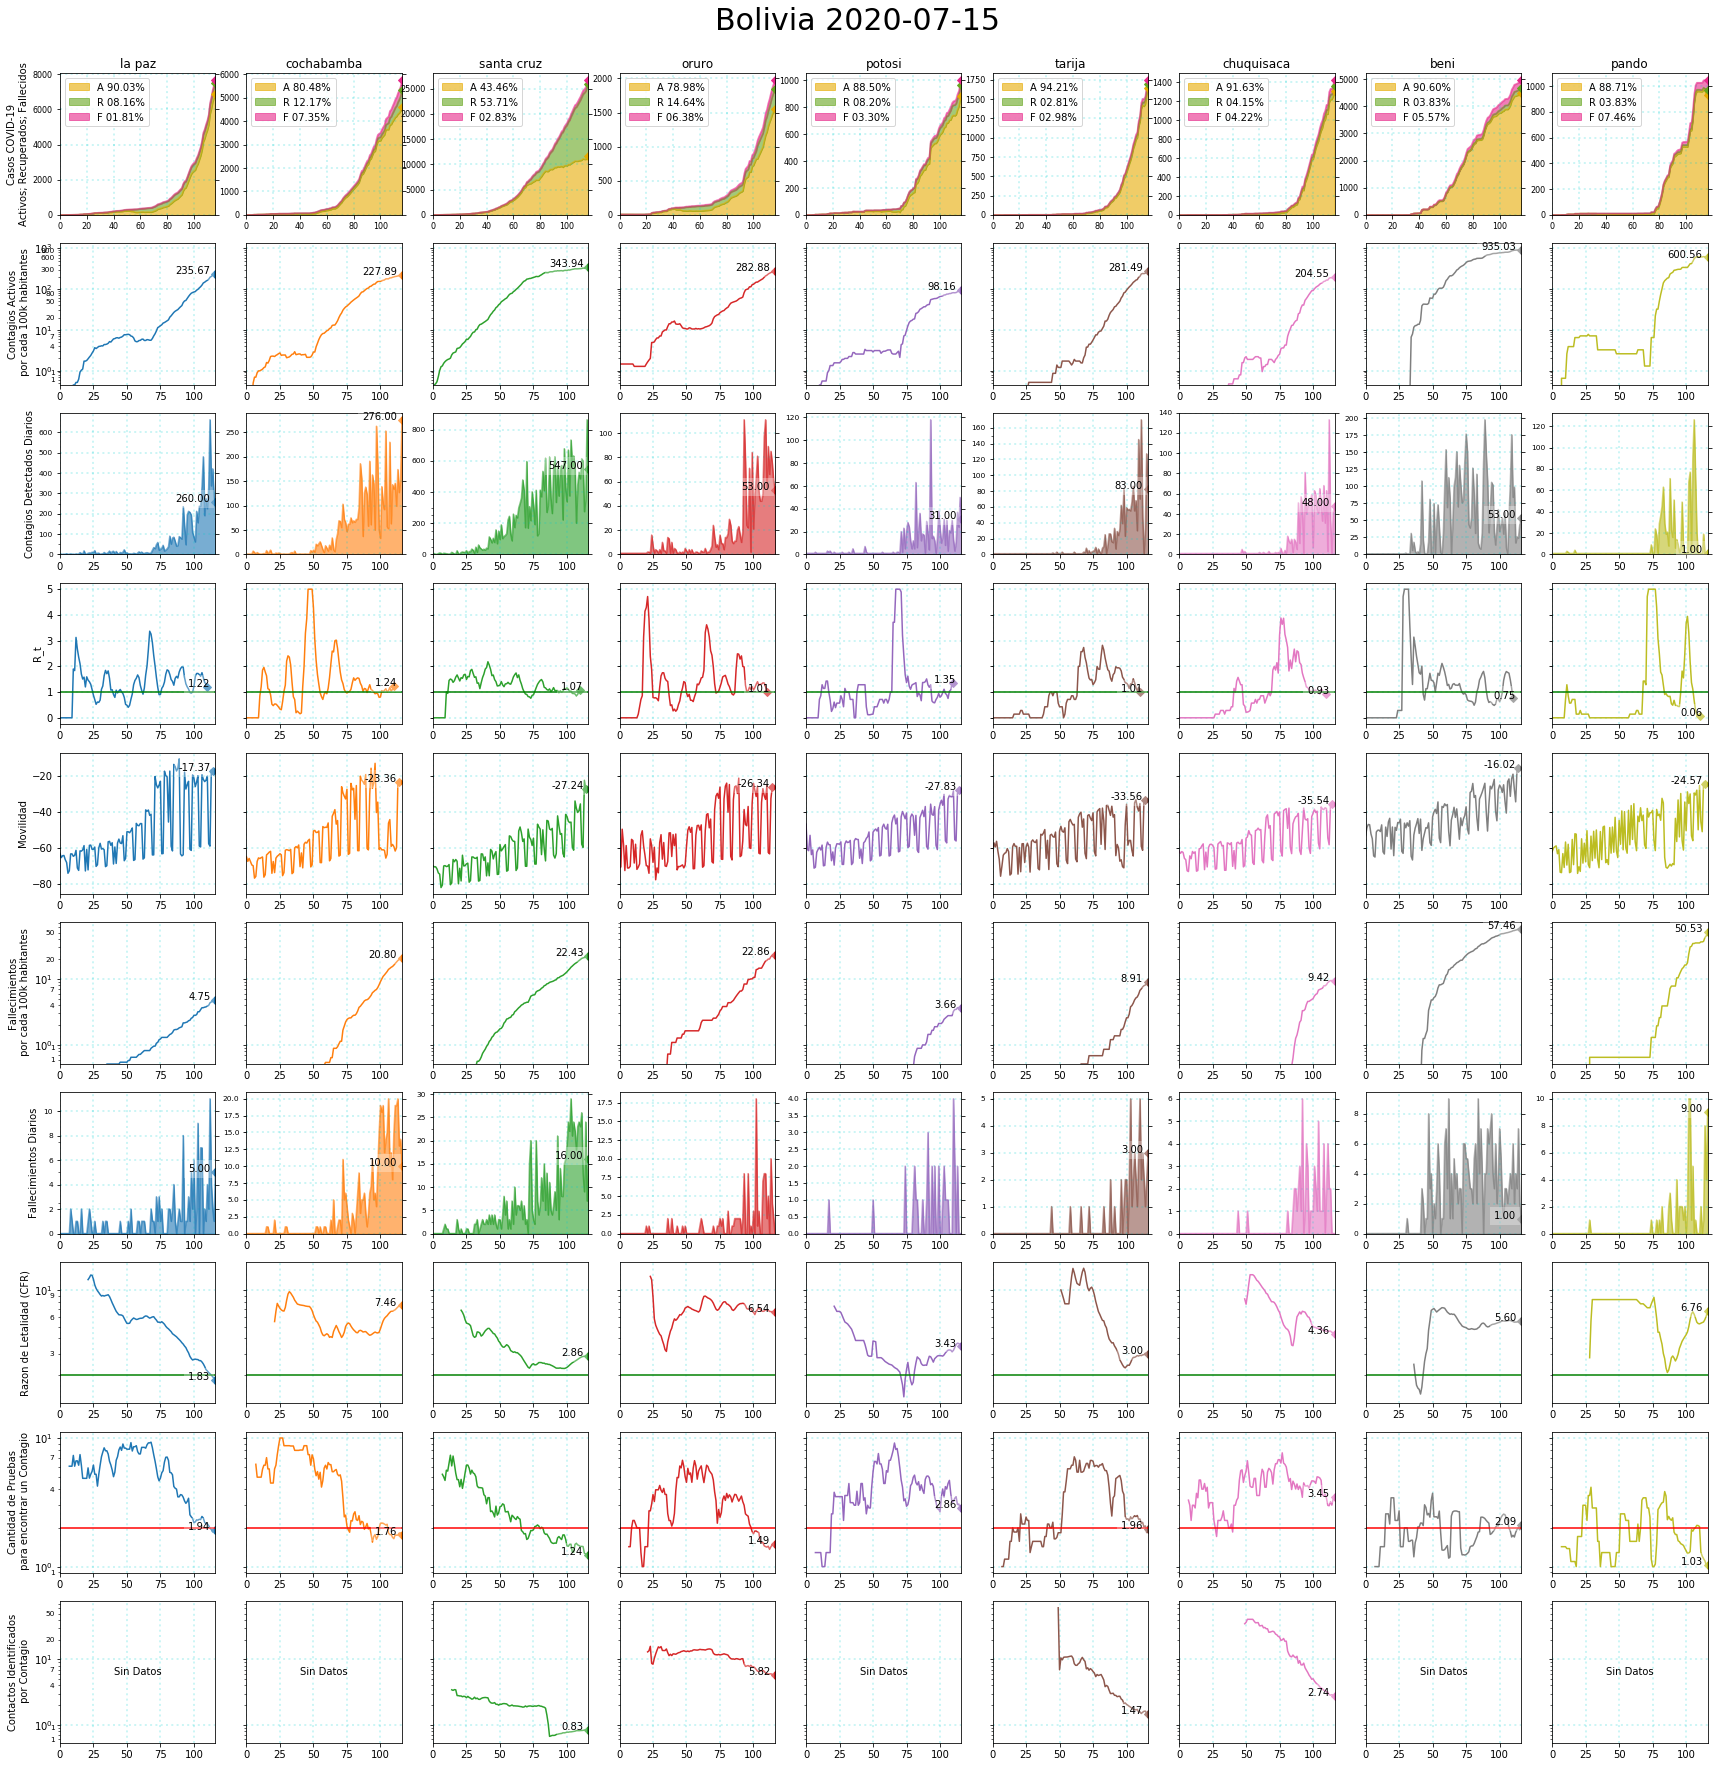 Bolivia 2020-07-15
la paz cochabamba santa cruz oruro potosi tarija chuquisaca beni pando
Casos COVID-19
Activos; Recuperados; Fallecidos
A 90.03% A 80.48% A 43.46% A 78.98% A 88.50% A 94.21% A 91.63% A 90.60% A 88.71%
R 08.16% R 12.17% R 53.71% R 14.64% R 08.20% R 02.81% R 04.15% R 03.83% R 03.83%
F 01.81% F 07.35% F 02.83% F 06.38% F 03.30% F 02.98% F 04.22% F 05.57% F 07.46%
Contagios Activos
por cada 100k habitantes
235.67 227.89 343.94 282.88 98.16 281.49 204.55 935.03 600.56
Contagios Detectados Diarios
260.00 276.00 547.00 53.00 31.00 83.00 48.00 53.00 1.00
R_t
1.22 1.24 1.07 1.01 1.35 1.01 0.93 0.75 0.06
Movilidad
-17.37 -23.36 -27.24 -26.34 -27.83 -33.56 -35.54 -16.02 -24.57
Fallecimientos
por cada 100k habitantes
4.75 20.80 22.43 22.86 3.66 8.91 9.42 57.46 50.53
Fallecimientos Diarios
5.00 10.00 16.00 3.00 1.00 9.00
Razon de Letalidad (CFR)
1.83 7.46 2.86 6.54 3.43 3.00 4.36 5.60 6.76
Cantidad de Pruebas
para encontrar un Contagio
1.94 1.76 1.24 1.49 2.86 1.96 3.45 2.09 1.03
Contactos Identificados
por Contagio
Sin Datos Sin Datos 0.83 5.82 Sin Datos 1.47 2.74 Sin Datos Sin Datos